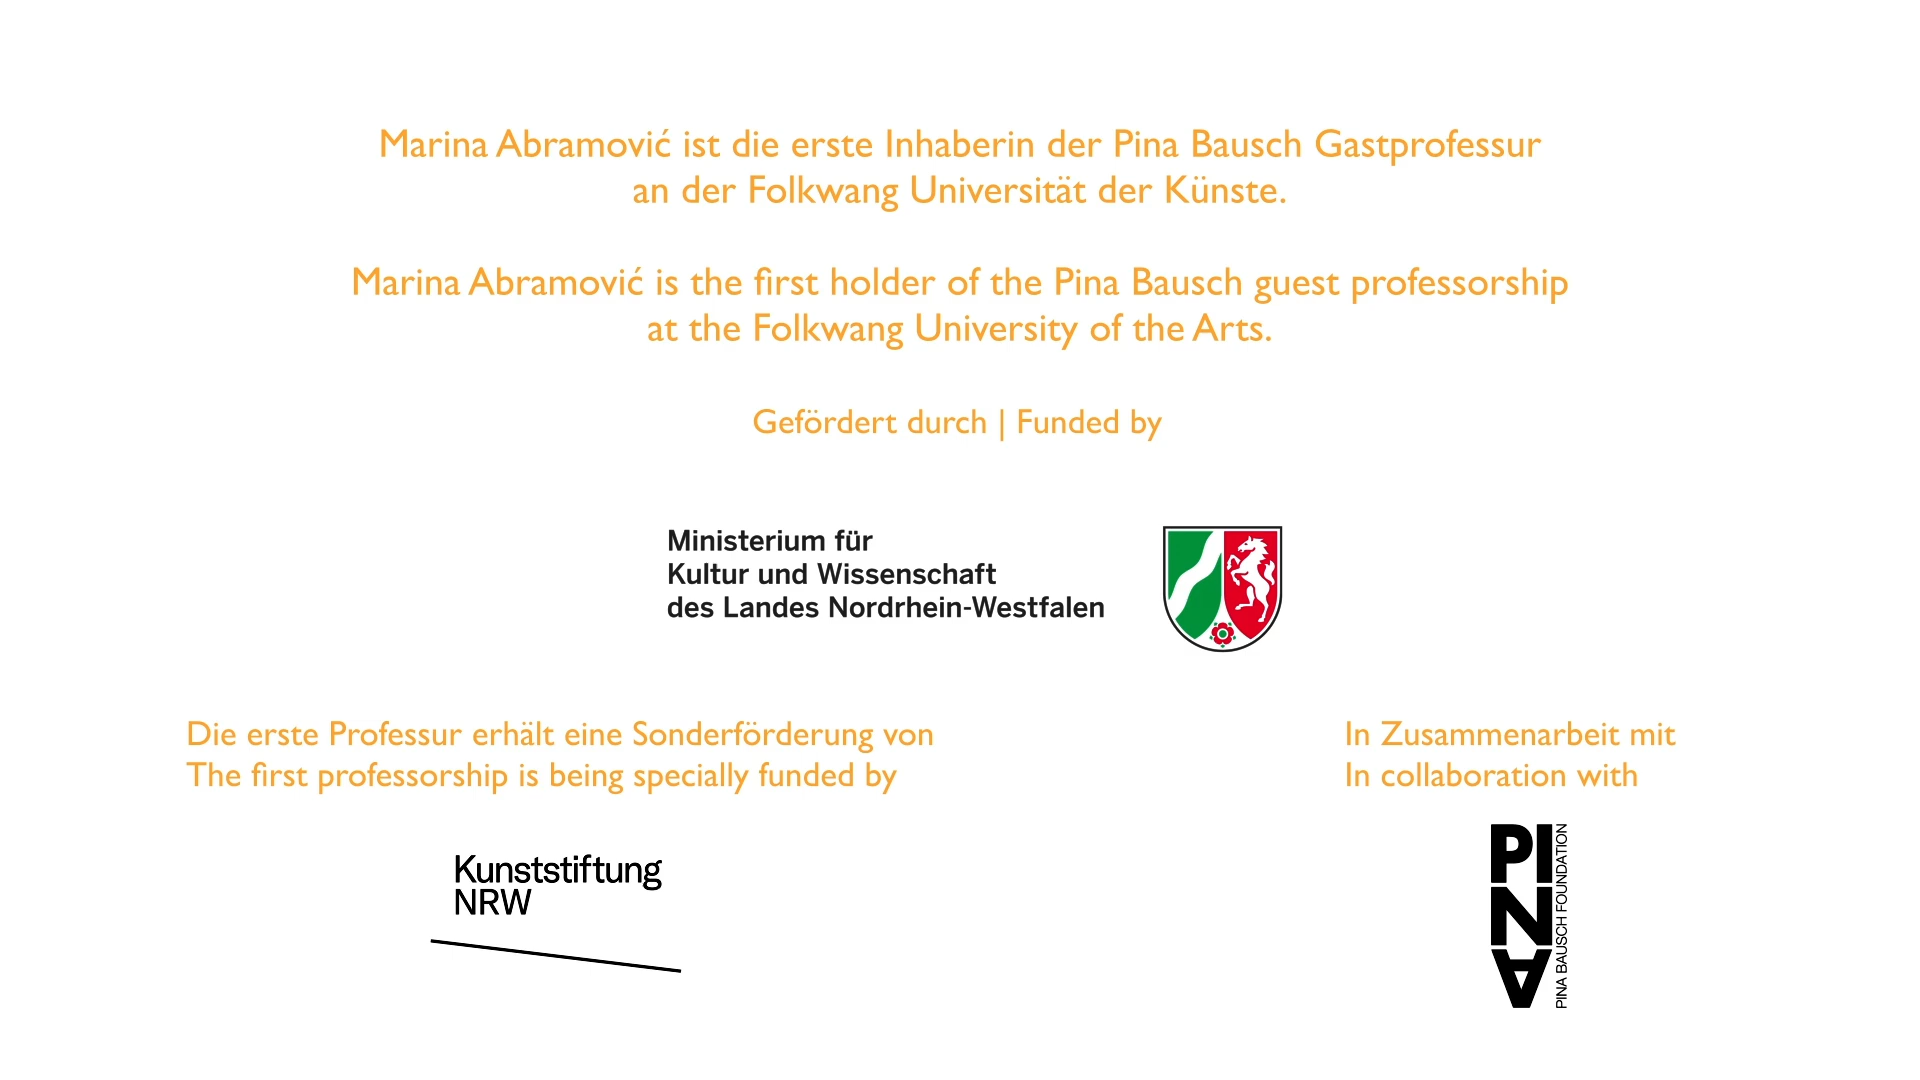 Marina Abramović ist die erste Inhaberin der Pina Bausch Gastprofessur
an der Folkwang Universität der Künste.
Marina Abramović is the first holder of the Pina Bausch guest professorship
at the Folkwang University of the Arts.
Gefördert durch | Funded by
Ministerium für
Kultur und Wissenschaft
des Landes Nordrhein-Westfalen
Die erste Professur erhält eine Sonderförderung von
The first professorship is being specially funded by
Kunststiftung
NRW
In Zusammenarbeit mit
In collaboration with
PINA
PINA BAUSCH FOUNDATION